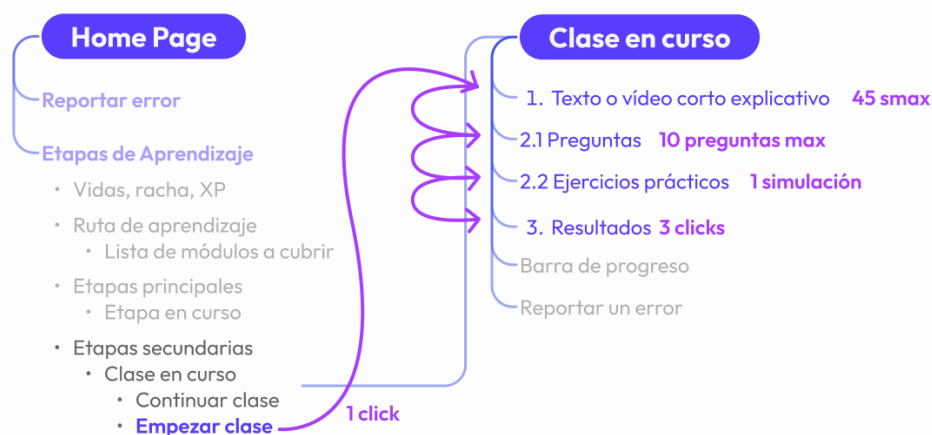 Home Page
Reportar error
Etapas de Aprendizaje
• Vidas, racha, XP
• Ruta de aprendizaje
• Lista de módulos a cubrir
• Etapas principales
• Etapa en curso
• Etapas secundarias
• Clase en curso
• Continuar clase
• Empezar clase
1 click
Clase en curso
1. Texto o vídeo corto explicativo 45 smax
2.1 Preguntas 10 preguntas max
2.2 Ejercicios prácticos 1 simulación
3. Resultados 3 clicks
Barra de progreso
Reportar un error